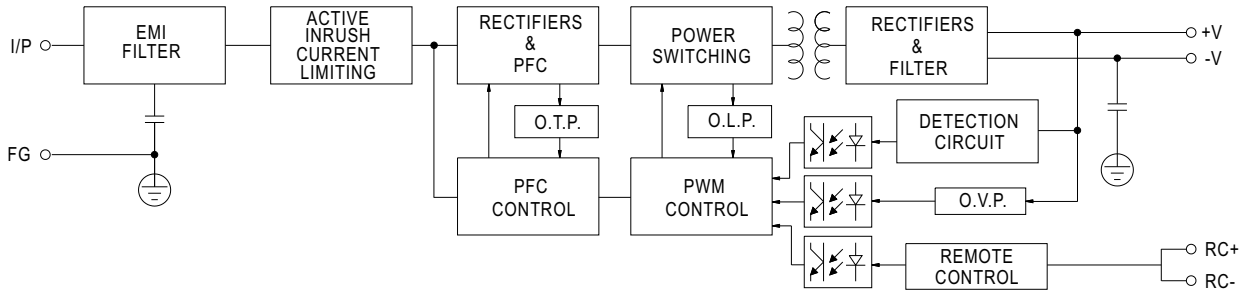 I/P
EMI
FILTER
ACTIVE
INRUSH
CURRENT
LIMITING
RECTIFIERS
&
PFC
POWER
SWITCHING
RECTIFIERS
&
FILTER
+V
-V
O.T.P.
O.L.P.
DETECTION
CIRCUIT
FG
PFC
CONTROL
PWM
CONTROL
O.V.P.
REMOTE
CONTROL
RC+
RC-